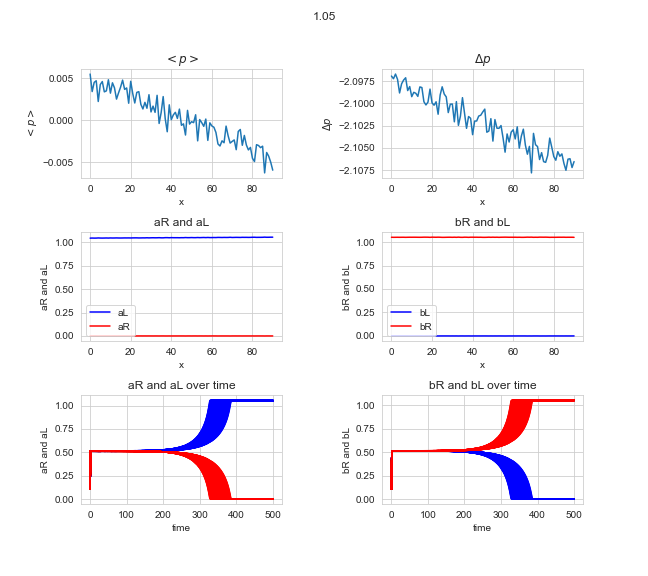 1.05
< p >
Δp
0.005
0.000
−0.005
< p >
0 20 40 60 80
x
−2.0975
−2.1000
−2.1025
−2.1050
−2.1075
Δp
0 20 40 60 80
x
aR and aL
bR and bL
1.00
0.75
0.50
0.25
0.00
aR and aL
aL
aR
0 20 40 60 80
x
1.00
0.75
0.50
0.25
0.00
bR and bL
bL
bR
0 20 40 60 80
x
aR and aL over time
bR and bL over time
1.00
0.75
0.50
0.25
0.00
aR and aL
0 100 200 300 400 500
time
1.00
0.75
0.50
0.25
0.00
bR and bL
0 100 200 300 400 500
time